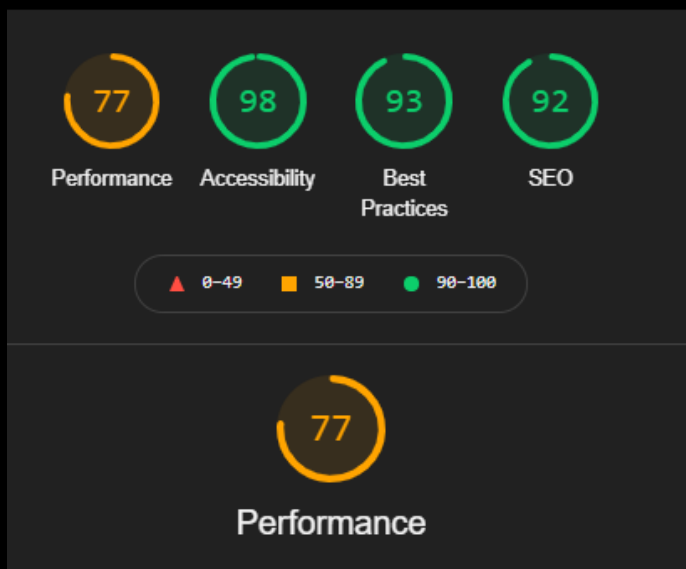 77
98
93
92
Performance
Accessibility
Best
Practices
SEO
0–49
50–89
90–100
77
Performance